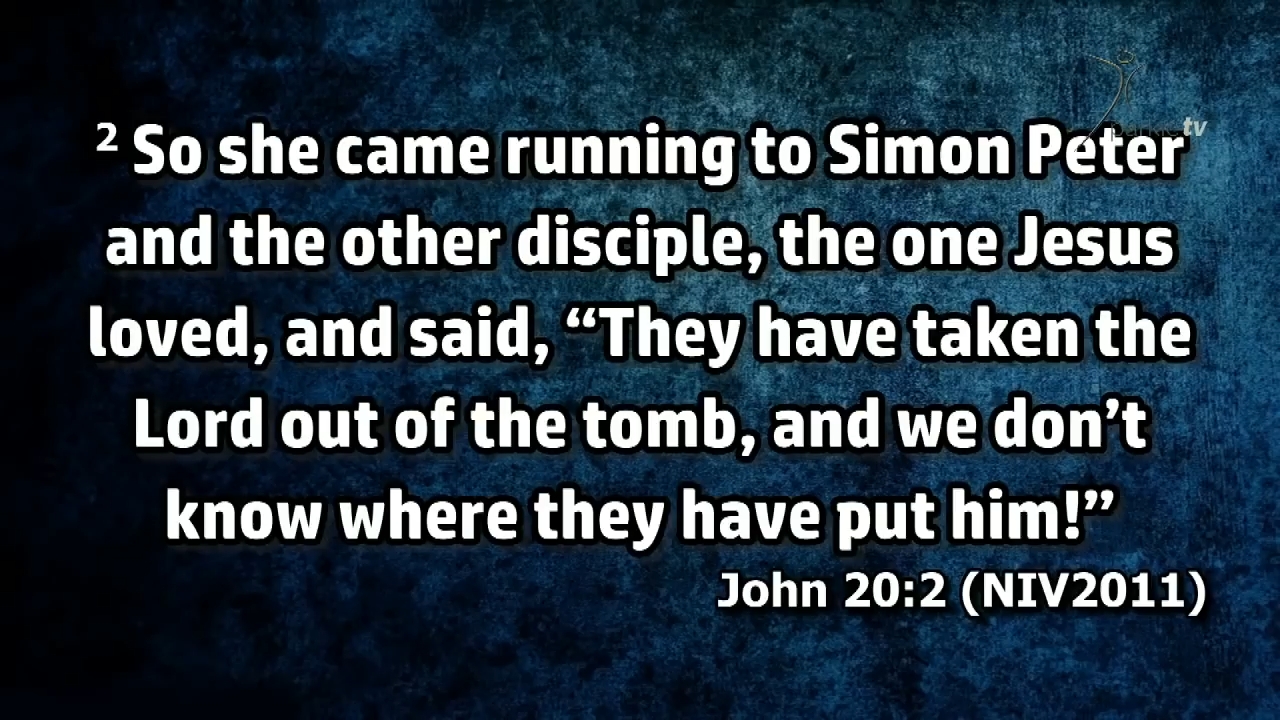 ² So she came running to Simon Peter
and the other disciple, the one Jesus
loved, and said, “They have taken the
Lord out of the tomb, and we don’t
know where they have put him!”
John 20:2 (NIV2011)
tv